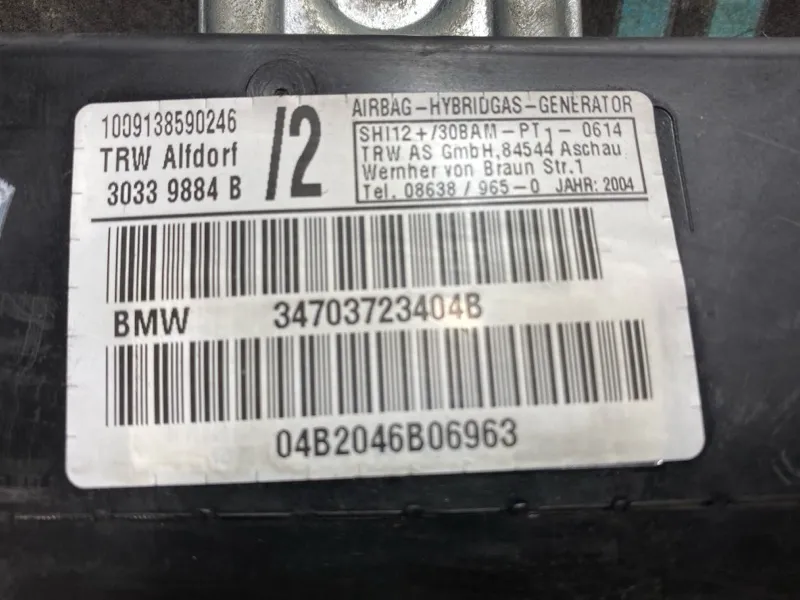 1009138590246
TRW Alfdorf
3033 9884 B
/2
AIRBAG-HYBRIDGAS-GENERATOR
SHI12+/30BAM-PT1-0614
TRW AS GmbH,84544 Aschau
Wernher von Braun Str.1
Tel. 08638 / 965-0 JAHR: 2004
BMW 34703723404B
04B2046B06963